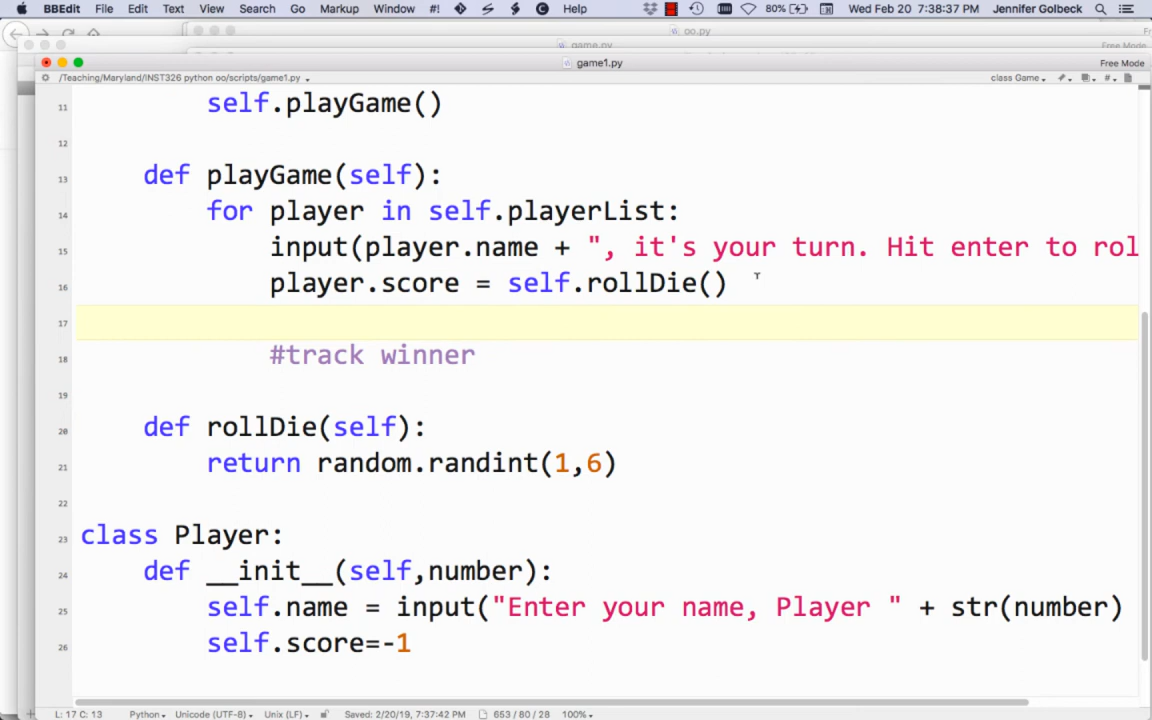 BBEdit File Edit Text View Search Go Markup Window #! Help 80% Wed Feb 20 7:38:37 PM Jennifer Golbeck
oo.py
game.py Free Mode
game1.py Free Mode
/Teaching/Maryland/INST326 python oo/scripts/game1.py class Game
11 self.playGame()
12
13 def playGame(self):
14 for player in self.playerList:
15 input(player.name + ", it's your turn. Hit enter to rol
16 player.score = self.rollDie()
17
18 #track winner
19
20 def rollDie(self):
21 return random.randint(1,6)
22
23 class Player:
24 def __init__(self,number):
25 self.name = input("Enter your name, Player " + str(number)
26 self.score=-1
L: 17 C: 13 Python Unicode (UTF-8) Unix (LF) Saved: 2/20/19, 7:37:42 PM 653 / 80 / 28 100%